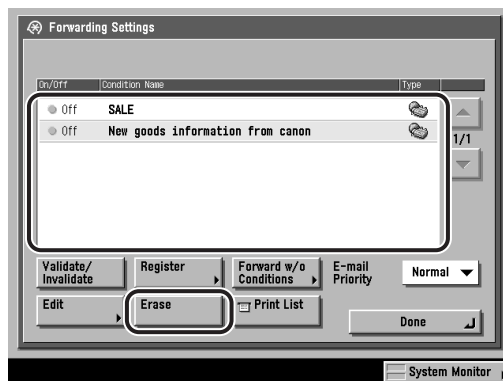 Forwarding Settings
On/Off Condition Name Type
Off SALE
Off New goods information from canon
1/1
Validate/ Invalidate Register Forward w/o Conditions E-mail Priority Normal
Edit Erase Print List Done
System Monitor